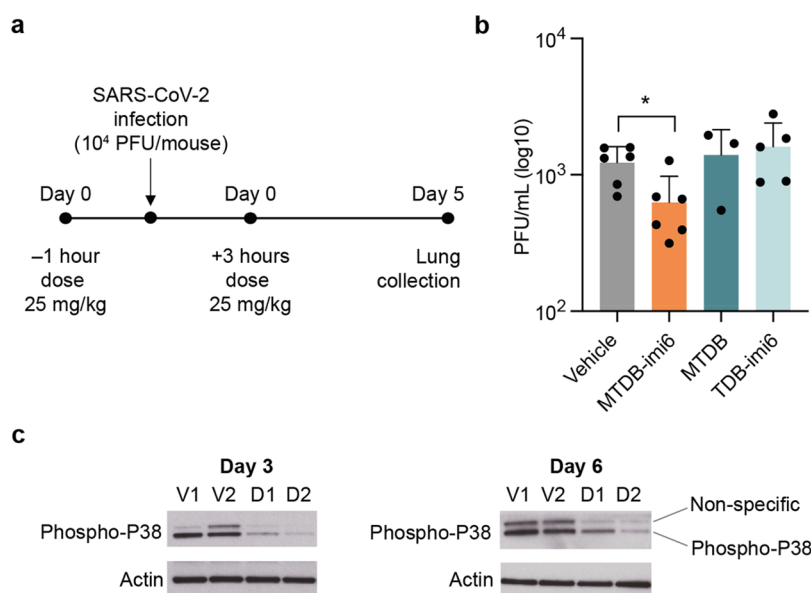 a
SARS-CoV-2
infection
(10⁴ PFU/mouse)
Day 0 Day 0 Day 5
–1 hour
dose
25 mg/kg
+3 hours
dose
25 mg/kg
Lung
collection
b
PFU/mL (log10)
10⁴
10³
10²
*
Vehicle
MTDB-imi6
MTDB
TDB-imi6
c
Day 3
V1 V2 D1 D2
Phospho-P38
Actin
Day 6
V1 V2 D1 D2
Phospho-P38
Non-specific
Phospho-P38
Actin